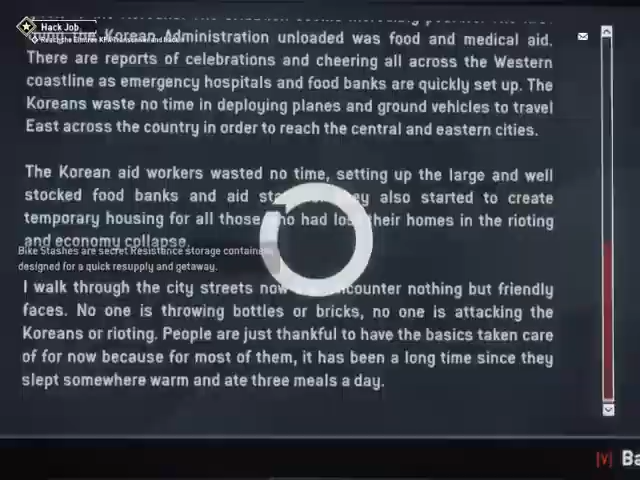 Hack Job
Korean Administration unloaded was food and medical aid.
There are reports of celebrations and cheering all across the Western
coastline as emergency hospitals and food banks are quickly set up. The
Koreans waste no time in deploying planes and ground vehicles to travel
East across the country in order to reach the central and eastern cities.
The Korean aid workers wasted no time, setting up the large and well
stocked food banks and aid also started to create
temporary housing for all those who had lost their homes in the rioting
and economy collapse.
Bike Stashes are secret Resistance storage containers
designed for a quick resupply and getaway.
I walk through the city streets now encounter nothing but friendly
faces. No one is throwing bottles or bricks, no one is attacking the
Koreans or rioting. People are just thankful to have the basics taken care
of for now because for most of them, it has been a long time since they
slept somewhere warm and ate three meals a day.
[V] Ba